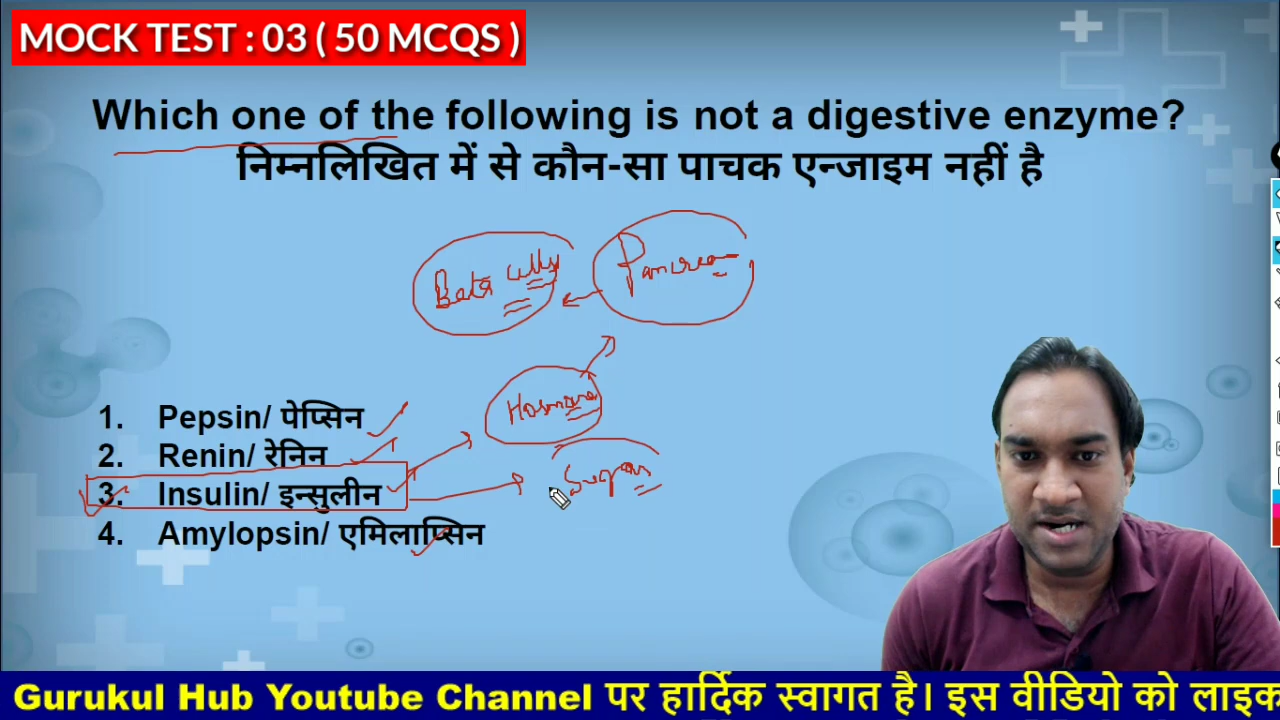 MOCK TEST : 03 ( 50 MCQS )
Which one of the following is not a digestive enzyme?
निम्नलिखित में से कौन-सा पाचक एन्जाइम नहीं है
Beta cells
Pancrea
Hormone
Sugar
1. Pepsin/ पेप्सिन
2. Renin/ रेनिन
3. Insulin/ इन्सुलीन
4. Amylopsin/ एमिलाप्सिन
Gurukul Hub Youtube Channel पर हार्दिक स्वागत है। इस वीडियो को लाइक